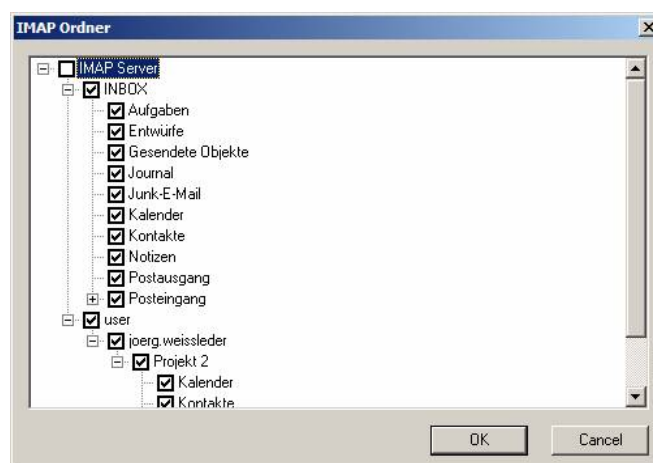 IMAP Ordner
IMAP Server
INBOX
Aufgaben
Entwürfe
Gesendete Objekte
Journal
Junk-E-Mail
Kalender
Kontakte
Notizen
Postausgang
Posteingang
user
joerg.weissleder
Projekt 2
Kalender
Kontakte
OK
Cancel